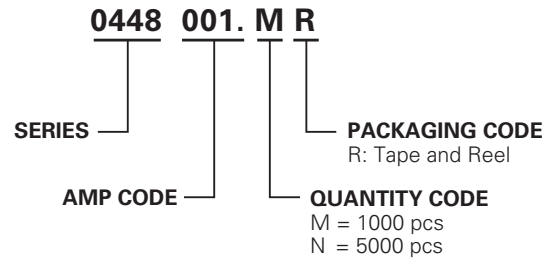 0448 001. M R
SERIES
PACKAGING CODE
R: Tape and Reel
AMP CODE
QUANTITY CODE
M = 1000 pcs
N = 5000 pcs